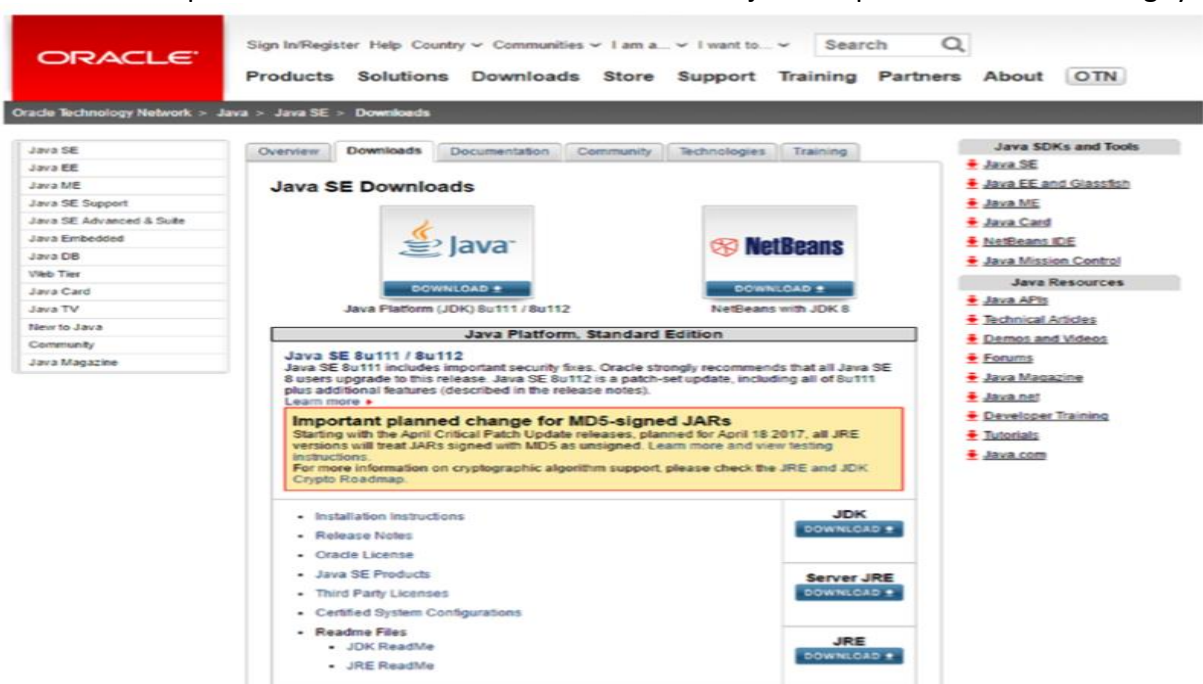 ORACLE
Sign In/Register Help Country Communities I am a... I want to... Search
Products Solutions Downloads Store Support Training Partners About OTN
Oracle Technology Network > Java > Java SE > Downloads
Java SE
Java EE
Java ME
Java SE Support
Java SE Advanced & Suite
Java Embedded
Java DB
Web Tier
Java Card
Java TV
New to Java
Community
Java Magazine
Overview Downloads Documentation Community Technologies Training
Java SE Downloads
Java
DOWNLOAD
Java Platform (JDK) 8u111 / 8u112
NetBeans
DOWNLOAD
NetBeans with JDK 8
Java Platform, Standard Edition
Java SE 8u111 / 8u112
Java SE 8u111 includes important security fixes. Oracle strongly recommends that all Java SE
8 users upgrade to this release. Java SE 8u112 is a patch-set update, including all of 8u111
plus additional features (described in the release notes).
Learn more
Important planned change for MD5-signed JARs
Starting with the April Critical Patch Update releases, planned for April 18 2017, all JRE
versions will treat JARs signed with MD5 as unsigned. Learn more and view testing
instructions.
For more information on cryptographic algorithm support, please check the JRE and JDK
Crypto Roadmap.
Installation Instructions
Release Notes
Oracle License
Java SE Products
Third Party Licenses
Certified System Configurations
Readme Files
JDK ReadMe
JRE ReadMe
JDK
DOWNLOAD
Server JRE
DOWNLOAD
JRE
DOWNLOAD
Java SDKs and Tools
Java SE
Java EE and Glassfish
Java ME
Java Card
NetBeans IDE
Java Mission Control
Java Resources
Java APIs
Technical Articles
Demos and Videos
Forums
Java Magazine
Java.net
Developer Training
Tutorials
Java.com